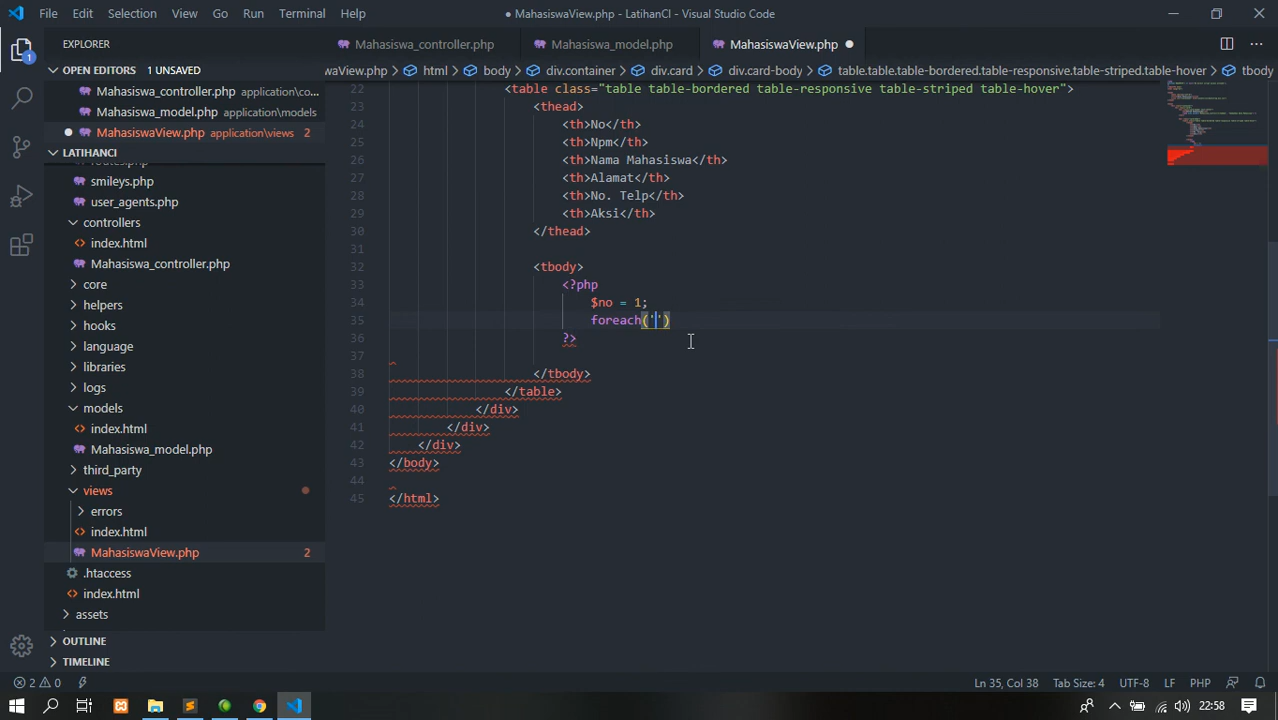 File Edit Selection View Go Run Terminal Help ● MahasiswaView.php - LatihanCI - Visual Studio Code
EXPLORER
Mahasiswa_controller.php Mahasiswa_model.php MahasiswaView.php
OPEN EDITORS 1 UNSAVED
waView.php > html > body > div.container > div.card > div.card-body > table.table.table-bordered.table-responsive.table-striped.table-hover > tbody
Mahasiswa_controller.php application\co...
Mahasiswa_model.php application\models
MahasiswaView.php application\views 2
LATIHANCI
smileys.php
user_agents.php
controllers
index.html
Mahasiswa_controller.php
core
helpers
hooks
language
libraries
logs
models
index.html
Mahasiswa_model.php
third_party
views
errors
index.html
MahasiswaView.php 2
.htaccess
index.html
assets
OUTLINE
TIMELINE
22 <table class="table table-bordered table-responsive table-striped table-hover">
23 <thead>
24 <th>No</th>
25 <th>Npm</th>
26 <th>Nama Mahasiswa</th>
27 <th>Alamat</th>
28 <th>No. Telp</th>
29 <th>Aksi</th>
30 </thead>
31
32 <tbody>
33 <?php
34 $no = 1;
35 foreach('')
36 ?>
37
38 </tbody>
39 </table>
40 </div>
41 </div>
42 </div>
43 </body>
44
45 </html>
2 0 Ln 35, Col 38 Tab Size: 4 UTF-8 LF PHP
22:58